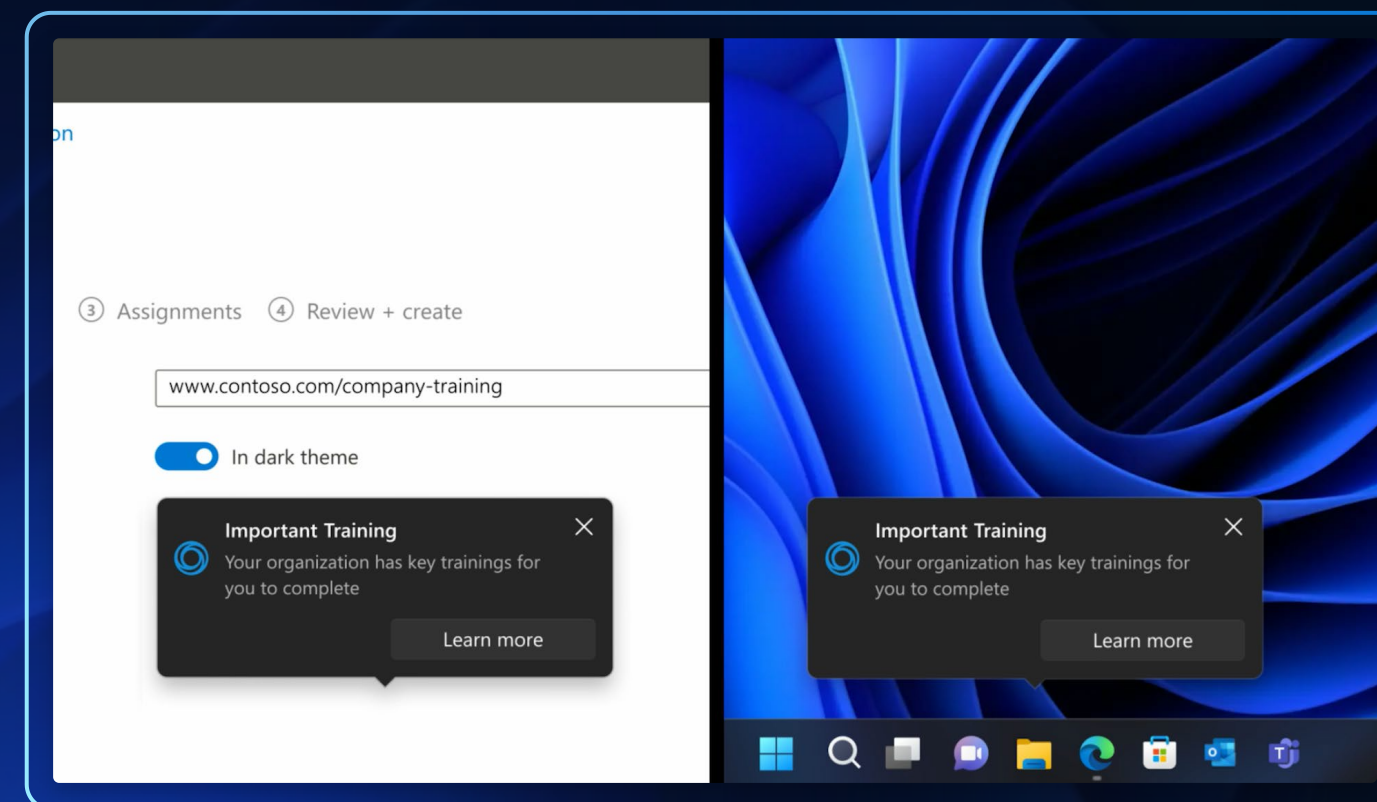 on
③ Assignments ④ Review + create
www.contoso.com/company-training
In dark theme
Important Training
Your organization has key trainings for
you to complete
Learn more
Important Training
Your organization has key trainings for
you to complete
Learn more